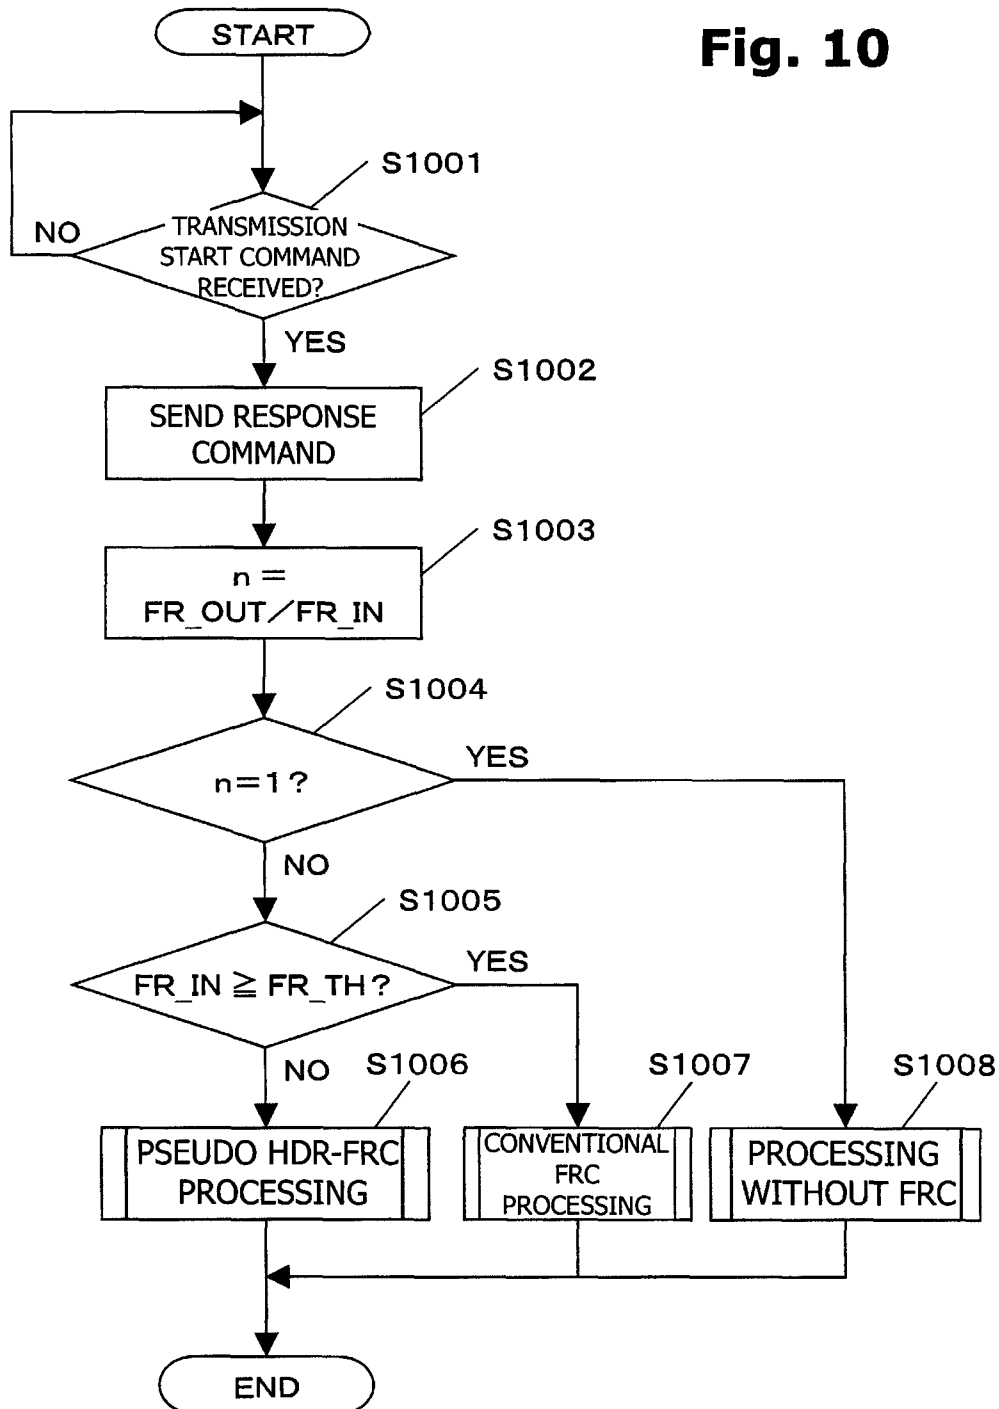 START
Fig. 10
S1001
NO
TRANSMISSION
START COMMAND
RECEIVED?
YES
S1002
SEND RESPONSE
COMMAND
S1003
n =
FR_OUT/FR_IN
S1004
n=1?
YES
NO
S1005
FR_IN ≧ FR_TH?
YES
NO
S1006
S1007
S1008
PSEUDO HDR-FRC
PROCESSING
CONVENTIONAL
FRC
PROCESSING
PROCESSING
WITHOUT FRC
END